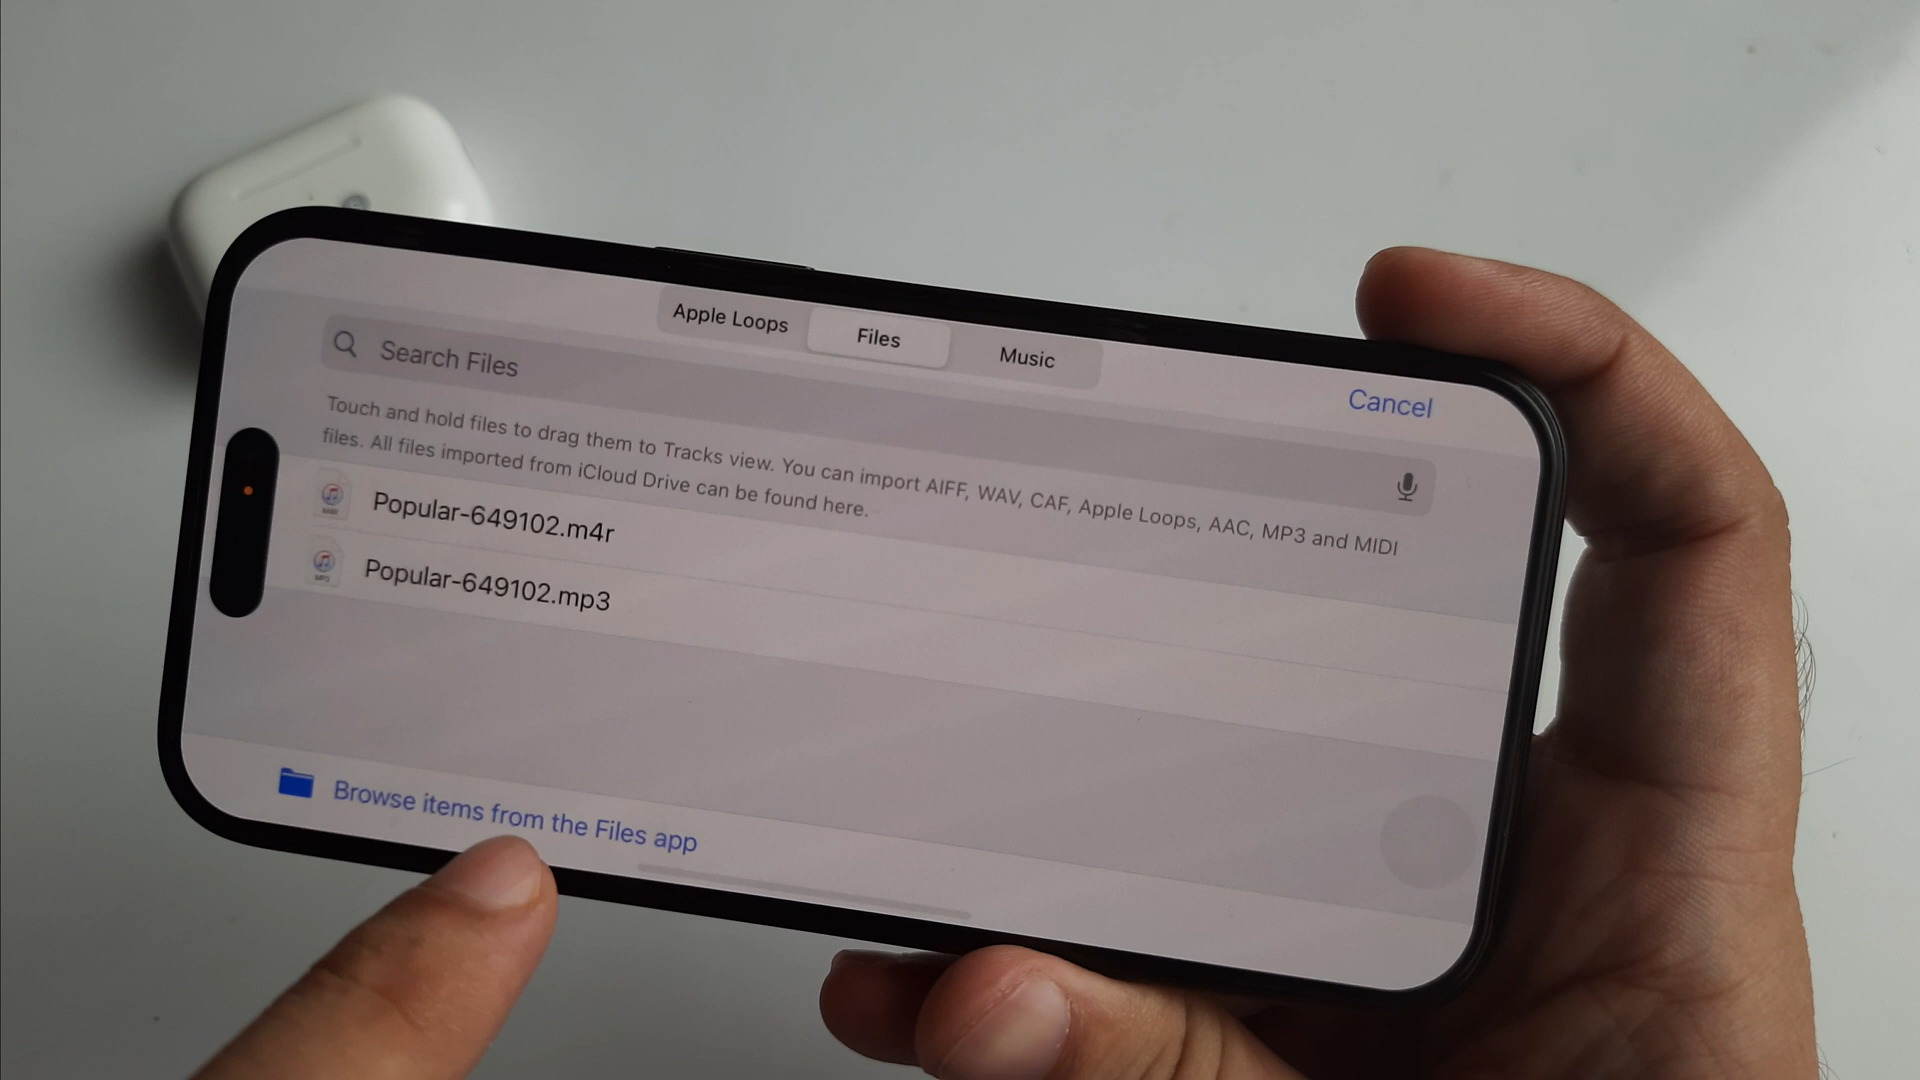 Apple Loops
Files
Music
Cancel
Search Files
Touch and hold files to drag them to Tracks view. You can import AIFF, WAV, CAF, Apple Loops, AAC, MP3 and MIDI
files. All files imported from iCloud Drive can be found here.
Popular-649102.m4r
MP3
Popular-649102.mp3
Browse items from the Files app